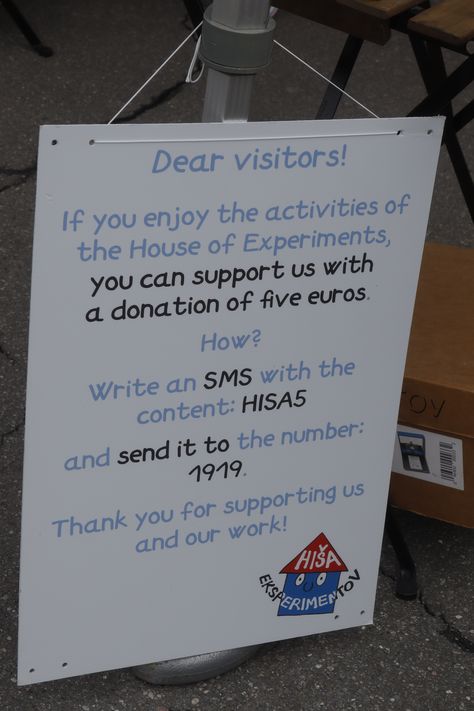 Dear visitors!
If you enjoy the activities of
the House of Experiments,
you can support us with
a donation of five euros.
How?
Write an SMS with the
content: HISA5
and send it to the number:
1919.
Thank you for supporting us
and our work!
HIŠA
EKSPERIMENTOV
OV